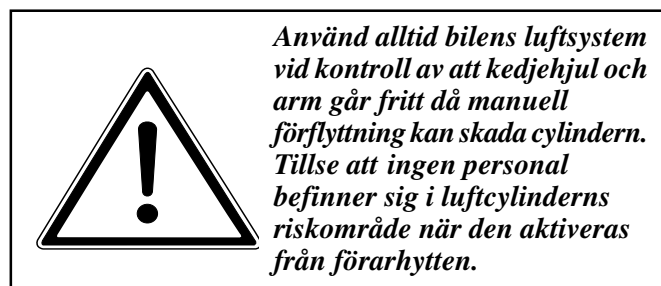 Använd alltid bilens luftsystem
vid kontroll av att kedjehjul och
arm går fritt då manuell
förflyttning kan skada cylindern.
Tillse att ingen personal
befinner sig i luftcylinderns
riskområde när den aktiveras
från förarhytten.